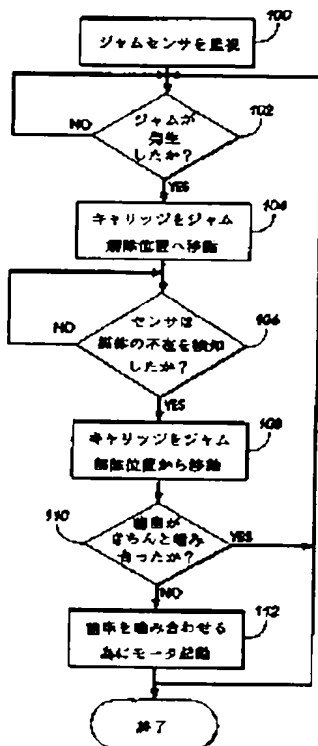 100
ジャムセンサを監視
ジャムが
発生
したか?
102
NO
YES
104
キャリッジをジャム
解除位置へ移動
センサは
媒体の不在を検知
したか?
106
NO
YES
108
キャリッジをジャム
解除位置から移動
110
歯車が
きちんと噛み
合ったか?
YES
NO
112
歯車を噛み合わせる
為にモータ起動
終了